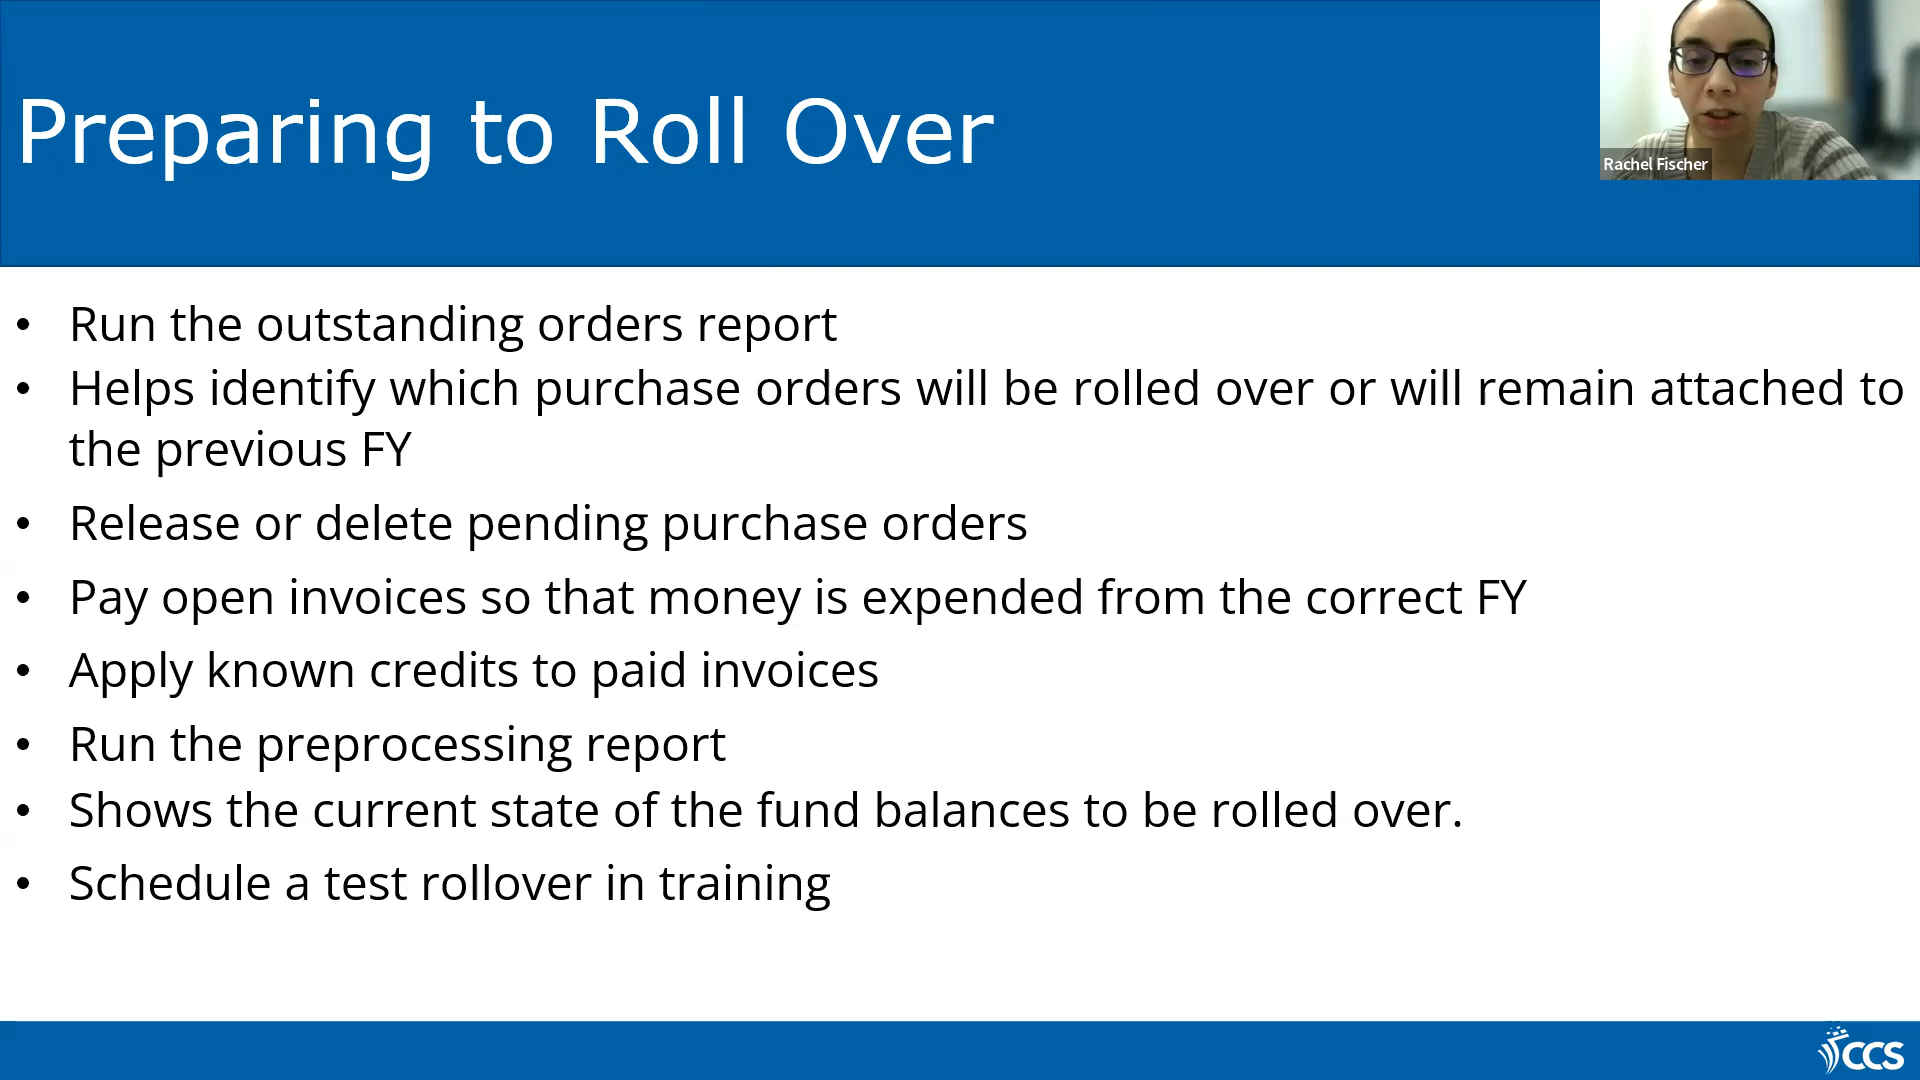 Preparing to Roll Over
Rachel Fischer
• Run the outstanding orders report
• Helps identify which purchase orders will be rolled over or will remain attached to
the previous FY
• Release or delete pending purchase orders
• Pay open invoices so that money is expended from the correct FY
• Apply known credits to paid invoices
• Run the preprocessing report
• Shows the current state of the fund balances to be rolled over.
• Schedule a test rollover in training
CCS